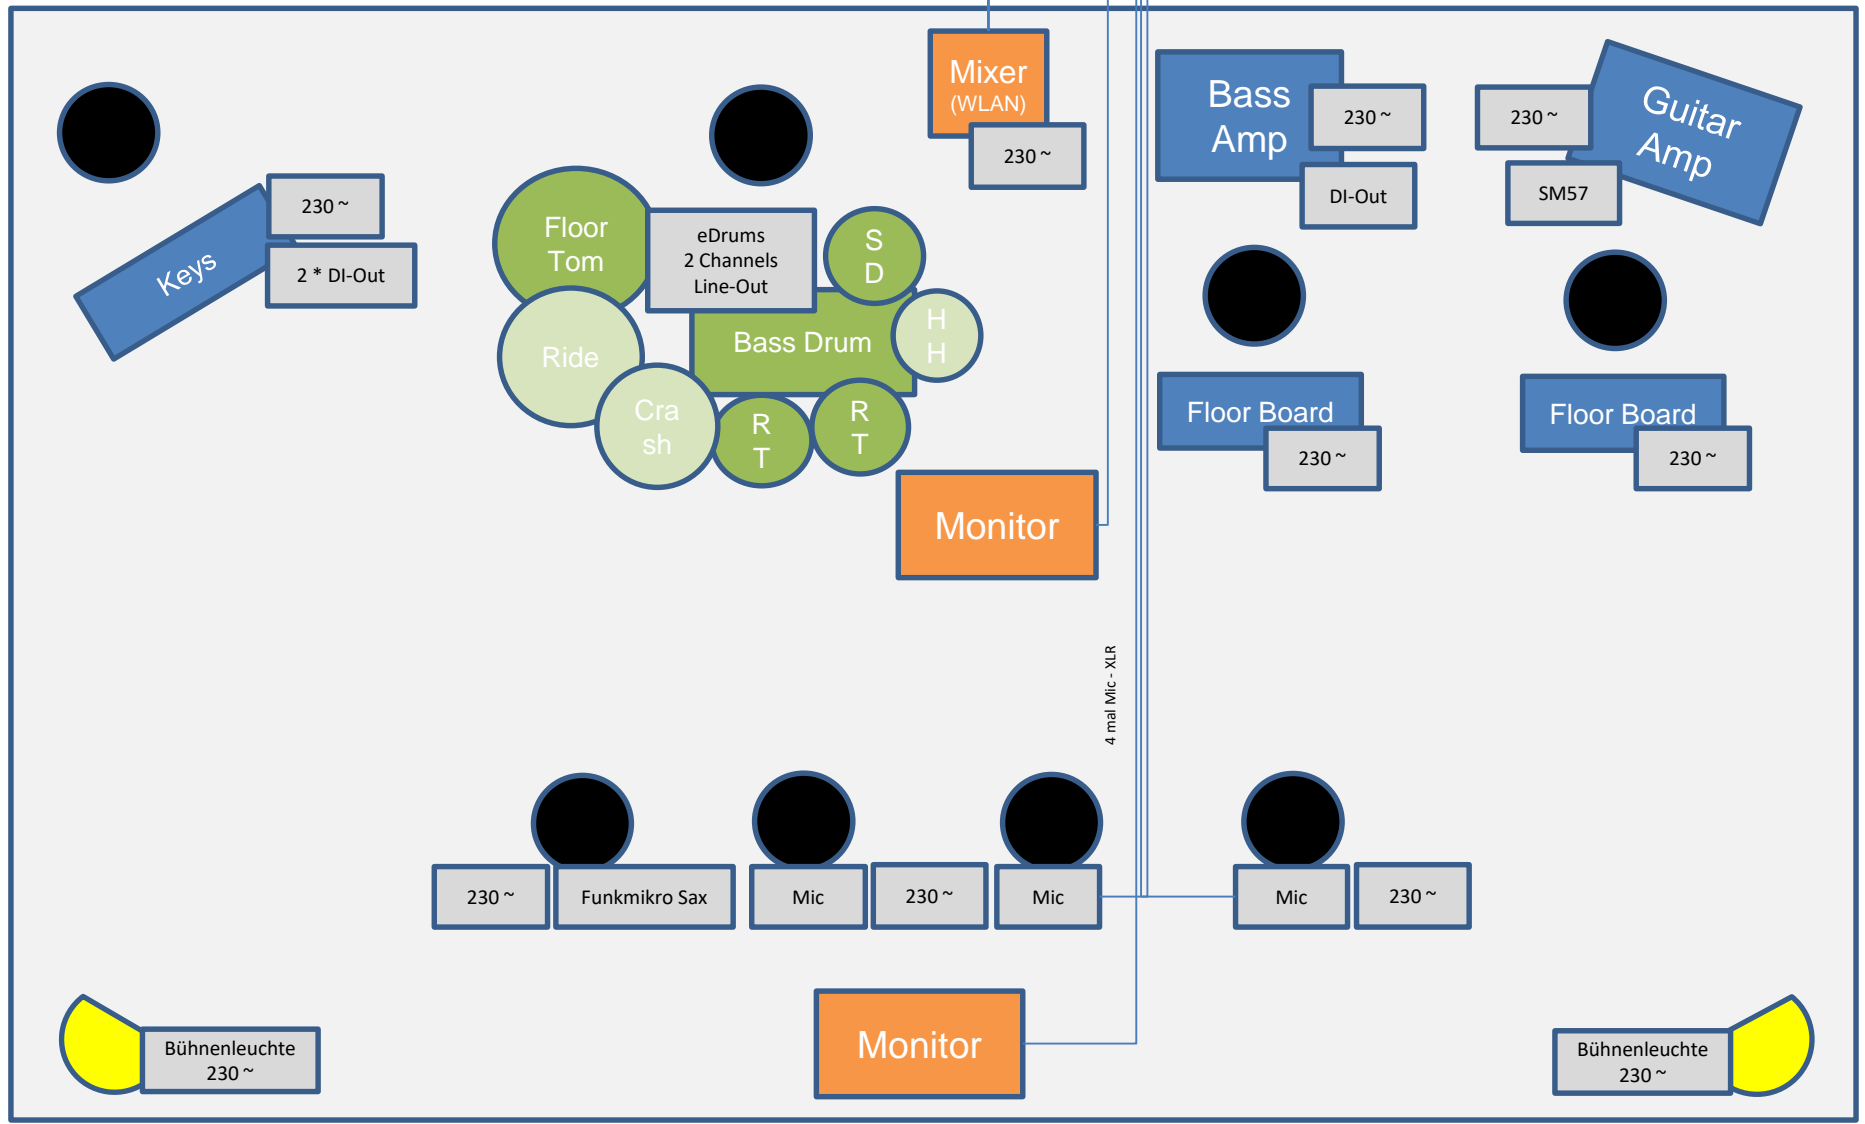 Mixer
(WLAN)
230 ~
Bass
Amp
230 ~
DI-Out
230 ~
Guitar
Amp
SM57
230 ~
2 * DI-Out
Keys
Floor
Tom
eDrums
2 Channels
Line-Out
S
D
H
H
Bass Drum
Ride
Cra
sh
R
T
R
T
Floor Board
230 ~
Floor Board
230 ~
Monitor
4 mal Mic - XLR
230 ~
Funkmikro Sax
Mic
230 ~
Mic
Mic
230 ~
Bühnenleuchte
230 ~
Monitor
Bühnenleuchte
230 ~